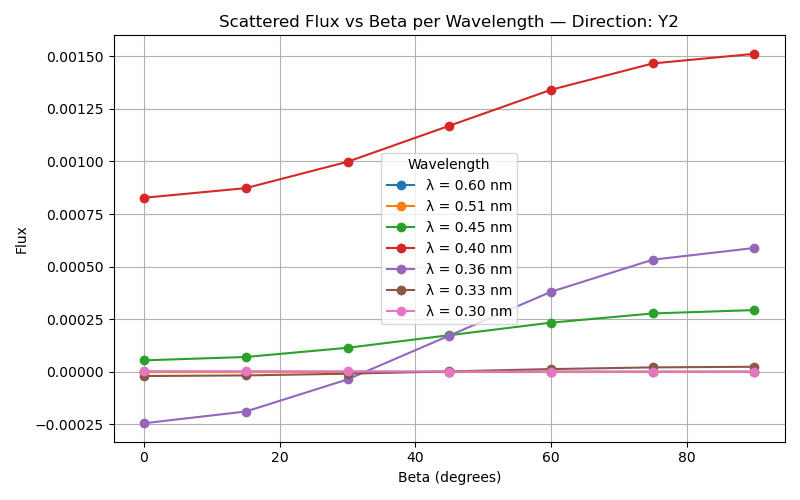 Scattered Flux vs Beta per Wavelength — Direction: Y2
0.00150
0.00125
0.00100
0.00075
0.00050
0.00025
0.00000
−0.00025
Flux
Wavelength
λ = 0.60 nm
λ = 0.51 nm
λ = 0.45 nm
λ = 0.40 nm
λ = 0.36 nm
λ = 0.33 nm
λ = 0.30 nm
0 20 40 60 80
Beta (degrees)